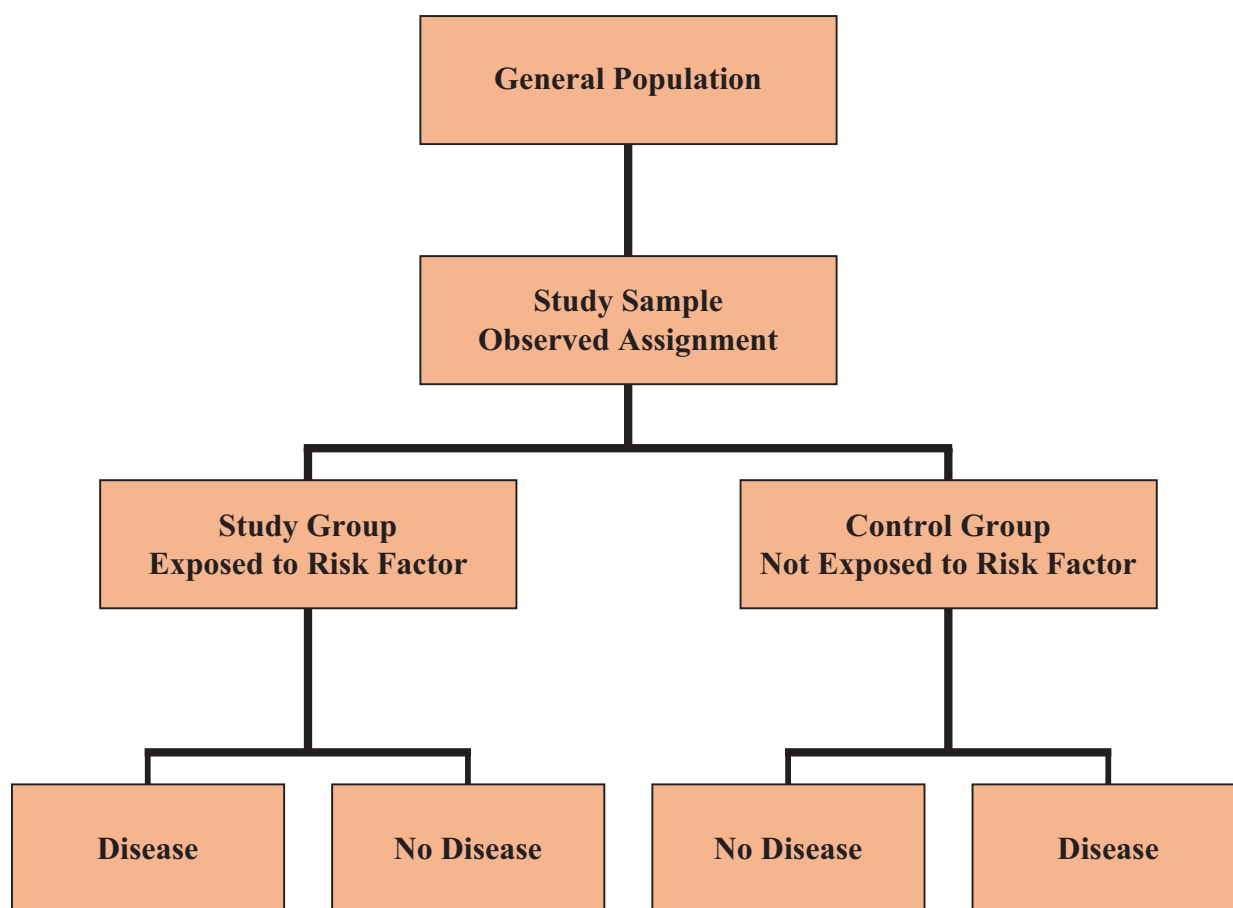 General Population
Study Sample
Observed Assignment
Study Group
Exposed to Risk Factor
Control Group
Not Exposed to Risk Factor
Disease
No Disease
No Disease
Disease